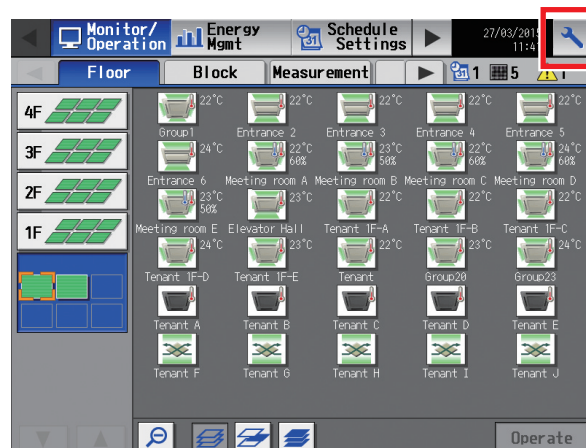 Monitor/ Operation Energy Mgmt Schedule Settings 27/03/201
11:4
Floor Block Measurement 1 5 1
4F
3F
2F
1F
22°C 22°C 22°C 22°C 22°C
Group1 Entrance 2 Entrance 3 Entrance 4 Entrance 5
24°C 22°C 60% 23°C 50% 22°C 60% 24°C 60%
Entrance 6 Meeting room A Meeting room B Meeting room C Meeting room D
23°C 50% 23°C 22°C 22°C 22°C
Meeting room E Elevator Hall Tenant 1F-A Tenant 1F-B Tenant 1F-C
24°C 23°C 22°C 23°C 24°C
Tenant 1F-D Tenant 1F-E Tenant Group20 Group23
Tenant A Tenant B Tenant C Tenant D Tenant E
Tenant F Tenant G Tenant H Tenant I Tenant J
Operate